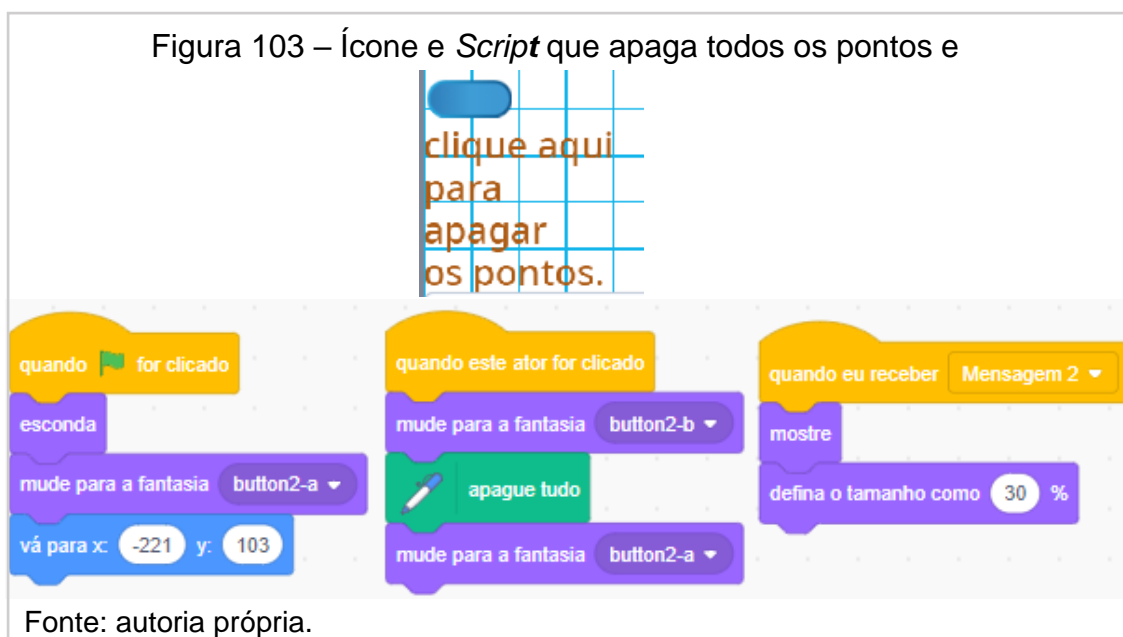 Figura 103 – Ícone e Script que apaga todos os pontos e
clique aqui
para
apagar
os pontos.
quando for clicado
esconda
mude para a fantasia button2-a
vá para x: -221 y: 103
quando este ator for clicado
mude para a fantasia button2-b
apague tudo
mude para a fantasia button2-a
quando eu receber Mensagem 2
mostre
defina o tamanho como 30 %
Fonte: autoria própria.